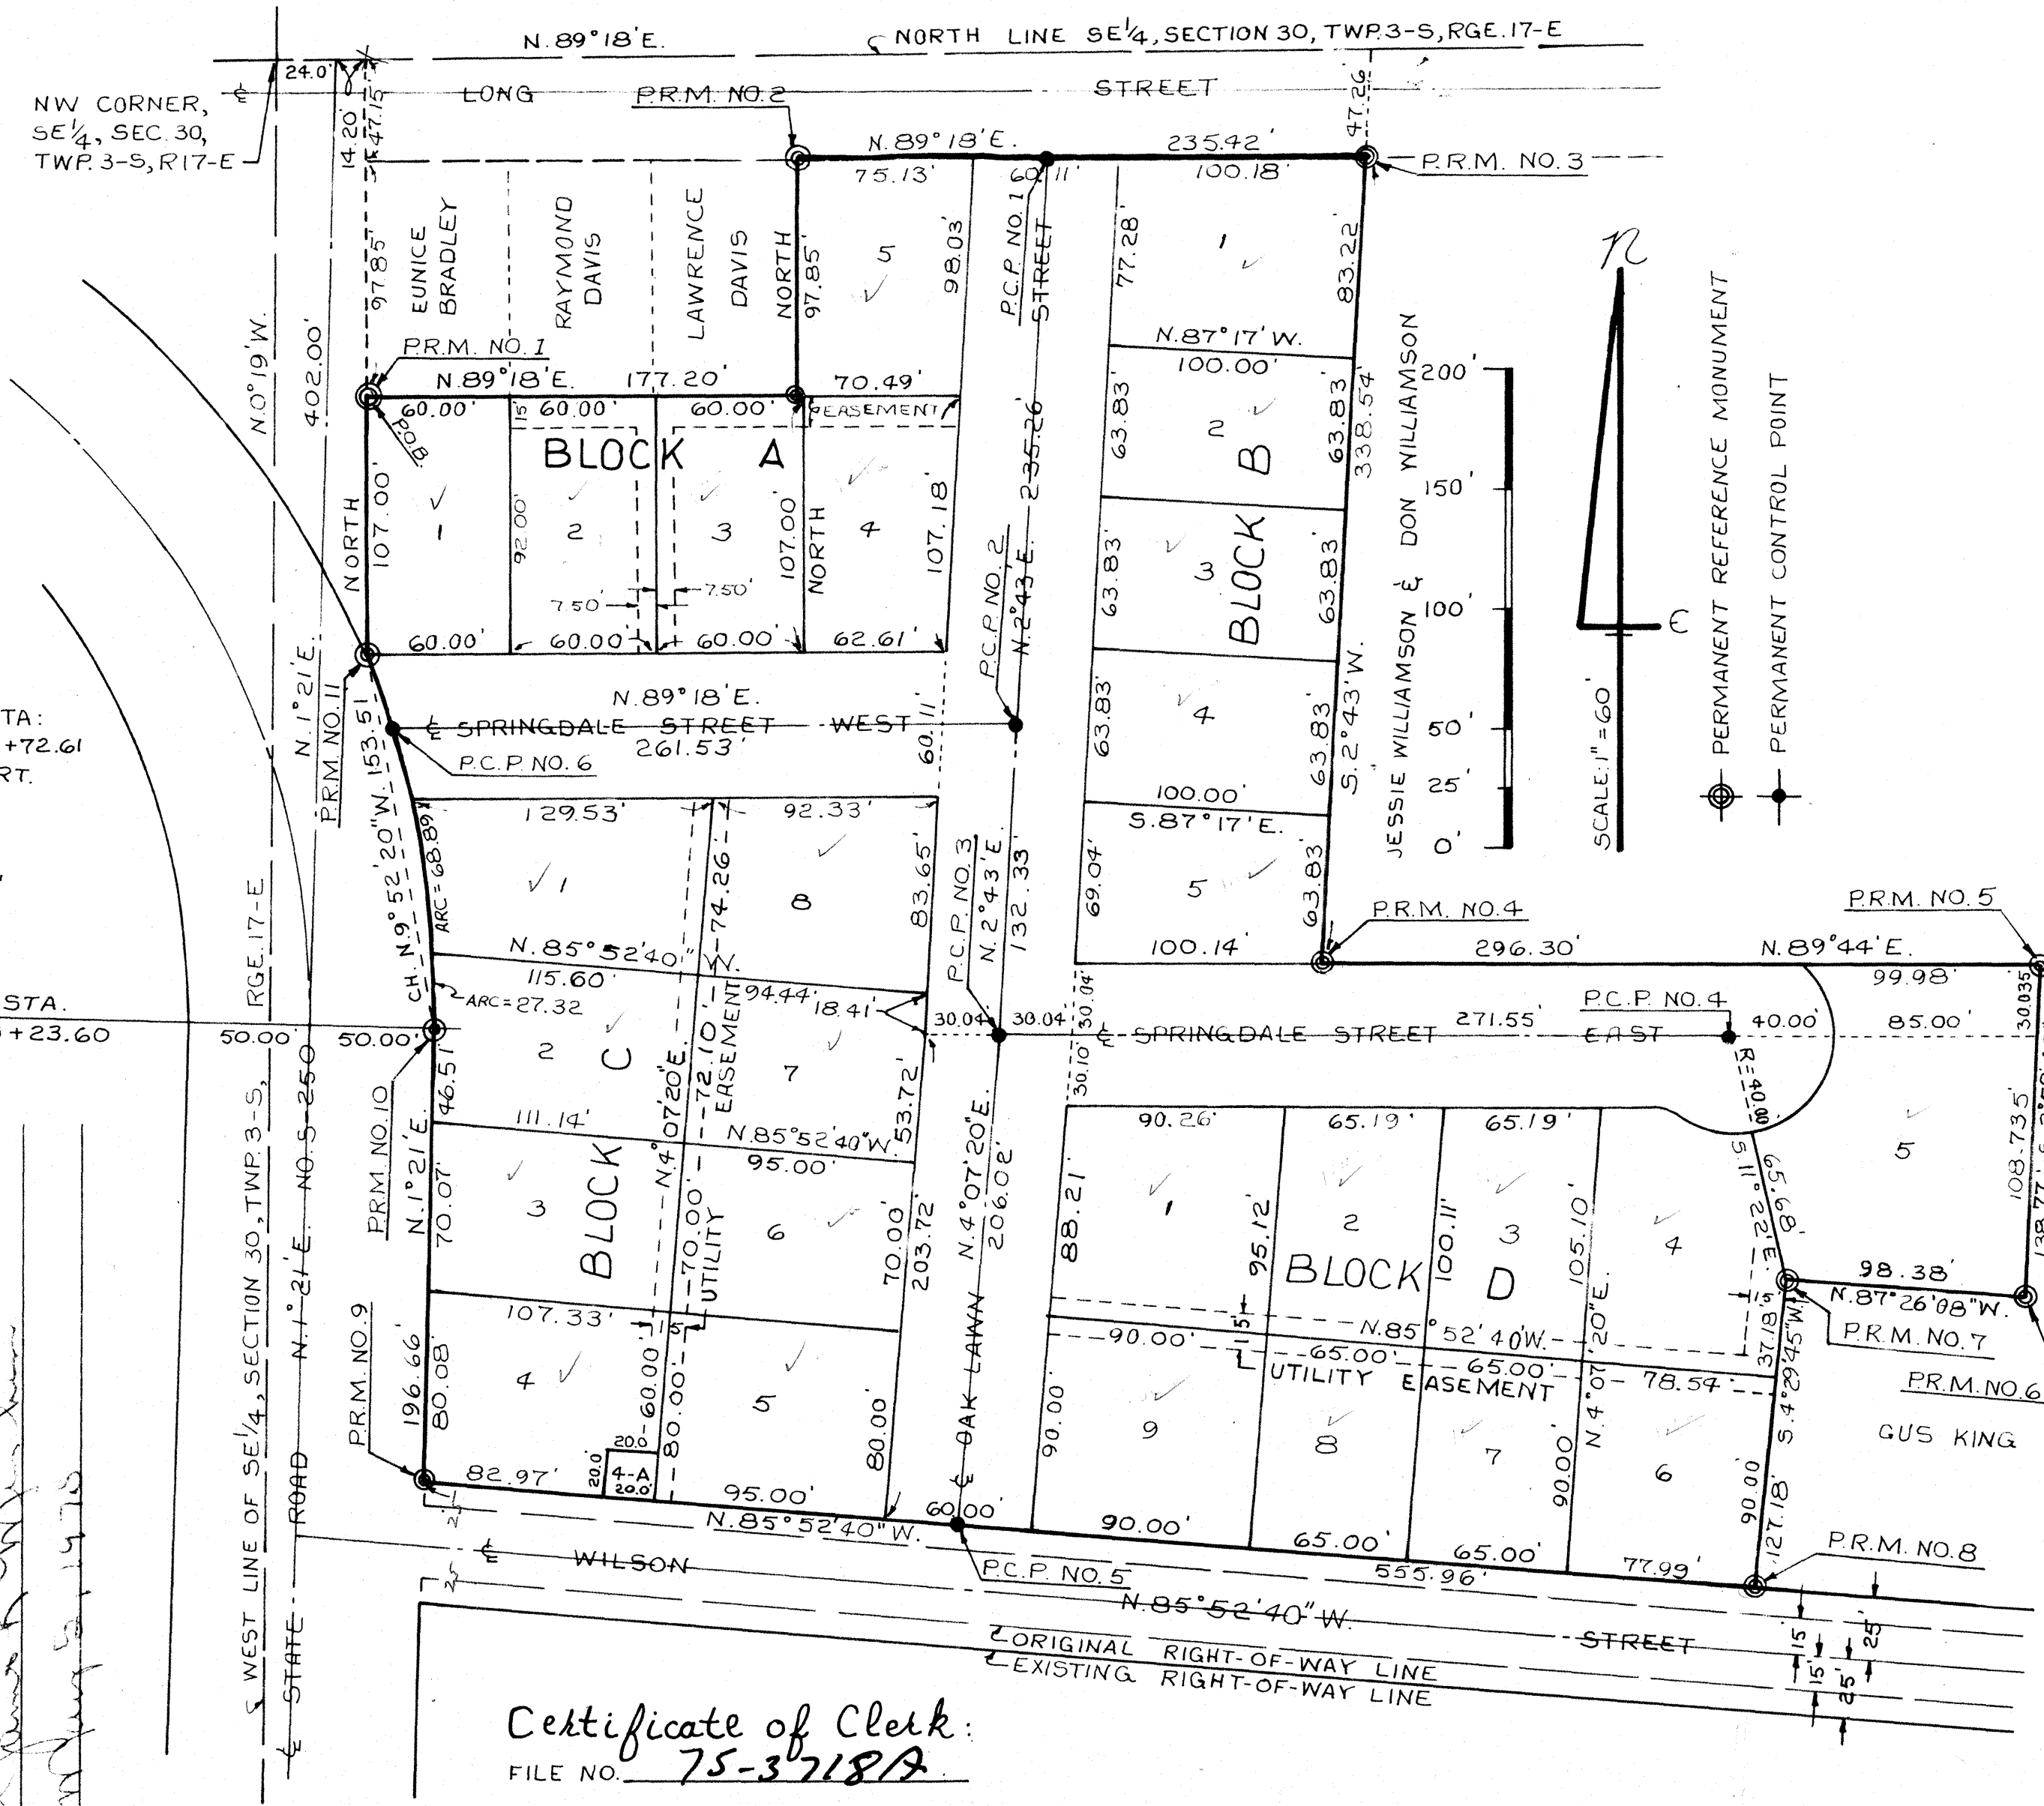 N.89°18'E.
NORTH LINE SE¼, SECTION 30, TWP.3-S, RGE.17-E
24.0'
NW CORNER,
SE¼, SEC. 30,
TWP.3-S, R17-E
℄ LONG STREET
P.R.M. NO.2
14.20'
47.15'
47.26'
N.89°18'E. 235.42'
P.R.M. NO.3
75.13' 60.11' 100.18'
97.85'
EUNICE
BRADLEY
RAYMOND
DAVIS
LAWRENCE
DAVIS
NORTH
97.85'
5
98.03'
P.C.P. NO.1
STREET
77.28'
1
83.22'
N.0°19'W.
402.00'
P.R.M. NO.1
N.89°18'E. 177.20' 70.49'
P.O.B.
60.00' 15' 60.00' 60.00' EASEMENT
BLOCK A
NORTH
107.00'
1
92.00'
2
3
107.00'
NORTH
4
107.18'
7.50' 7.50'
60.00' 60.00' 60.00' 62.61'
N.87°17'W.
100.00'
63.83' 2 63.83'
338.54'
BLOCK B
63.83' 3 63.83'
63.83' 4 63.83'
S.2°43'W.
100.00'
S.87°17'E.
69.04' 5 63.83'
100.14'
235.26'
N.2°43'E.
P.C.P. NO.2
JESSIE WILLIAMSON & DON WILLIAMSON
200'
150'
100'
50'
25'
0'
n
E
SCALE: 1"=60'
PERMANENT REFERENCE MONUMENT
PERMANENT CONTROL POINT
N.1°21'E.
P.R.M. NO.11
N.89°18'E.
℄ SPRINGDALE STREET WEST
261.53'
60.11'
P.C.P. NO.6
TA:
+72.61
RT.
CH. N.9°52'20"W. 153.51'
ARC=68.89'
129.53' 92.33'
1
8
74.26'
83.65'
P.C.P. NO.3
N.2°43'E.
132.33'
N.85°52'40"W.
115.60' 94.44' 18.41'
ARC=27.32
2
C
72.10'
EASEMENT
7
53.72'
STA.
+23.60
50.00' 50.00'
P.R.M. NO.10
46.51'
N.1°21'E.
111.14'
N.4°07'20"E.
N.85°52'40"W.
95.00'
70.07'
3
BLOCK
70.00'
UTILITY
6
70.00'
203.72'
107.33' 15'
P.R.M. NO.9
196.66'
80.08'
4
60.00'
80.00'
5
80.00'
20.0'
20.0'
4-A
20.0'
82.97' 95.00' 60.00'
N.85°52'40"W.
WEST LINE OF SE¼, SECTION 30, TWP.3-S, RGE.17-E
℄ STATE ROAD N.1°21'E. NO.S-250
P.R.M. NO.4
296.30' N.89°44'E.
P.R.M. NO.5
99.98'
30.035
30.04' 30.04' 30.04'
30.10'
℄ SPRINGDALE STREET 271.55' EAST
P.C.P. NO.4
40.00' 85.00'
R=40.00'
5
108.735'
138.77'
65.68'
S.11°22'E.
98.38'
N.87°26'08"W.
P.R.M. NO.7
P.R.M. NO.6
GUS KING
90.26' 65.19' 65.19'
88.21'
1
95.12'
2
100.11'
3
105.10'
4
BLOCK D
N.4°07'20"E.
206.02'
℄ OAK LAWN
15'
90.00' N.85°52'40"W.
65.00' 65.00' 78.54'
15'
UTILITY EASEMENT
37.18'
S.4°29'45"W.
90.00'
9
8
7
90.00'
N.4°07'20"E.
6
90.00'
127.18'
90.00' 65.00' 65.00' 77.99'
555.96'
P.R.M. NO.8
P.C.P. NO.5
25'
℄ WILSON
N.85°52'40"W.
STREET
25'
ORIGINAL RIGHT-OF-WAY LINE
EXISTING RIGHT-OF-WAY LINE
15' 25'
15' 25'
Certificate of Clerk:
FILE NO. 75-3718A